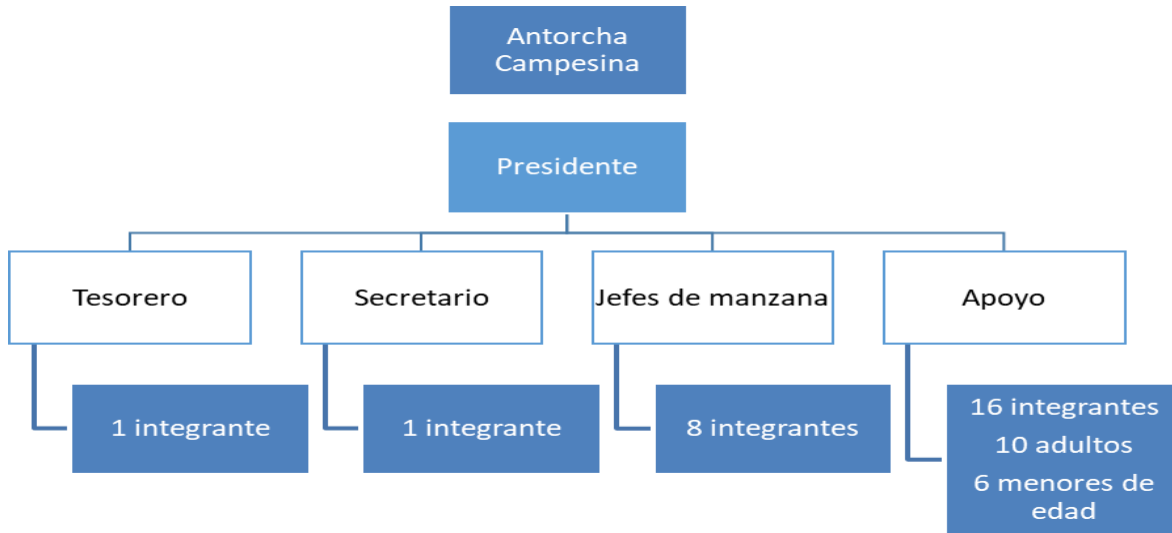 Antorcha
Campesina
Presidente
Tesorero
Secretario
Jefes de manzana
Apoyo
1 integrante
1 integrante
8 integrantes
16 integrantes
10 adultos
6 menores de
edad